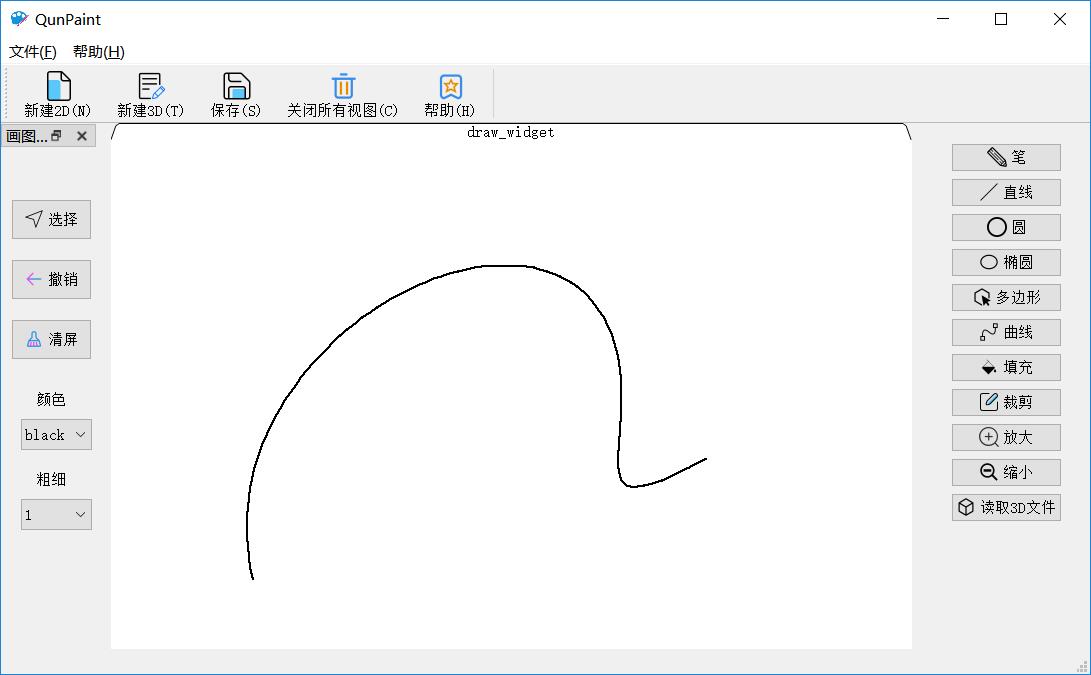 QunPaint
文件(F) 帮助(H)
新建2D(N) 新建3D(T) 保存(S) 关闭所有视图(C) 帮助(H)
画图...
draw_widget
选择
撤销
清屏
颜色
black
粗细
1
笔
直线
圆
椭圆
多边形
曲线
填充
裁剪
放大
缩小
读取3D文件